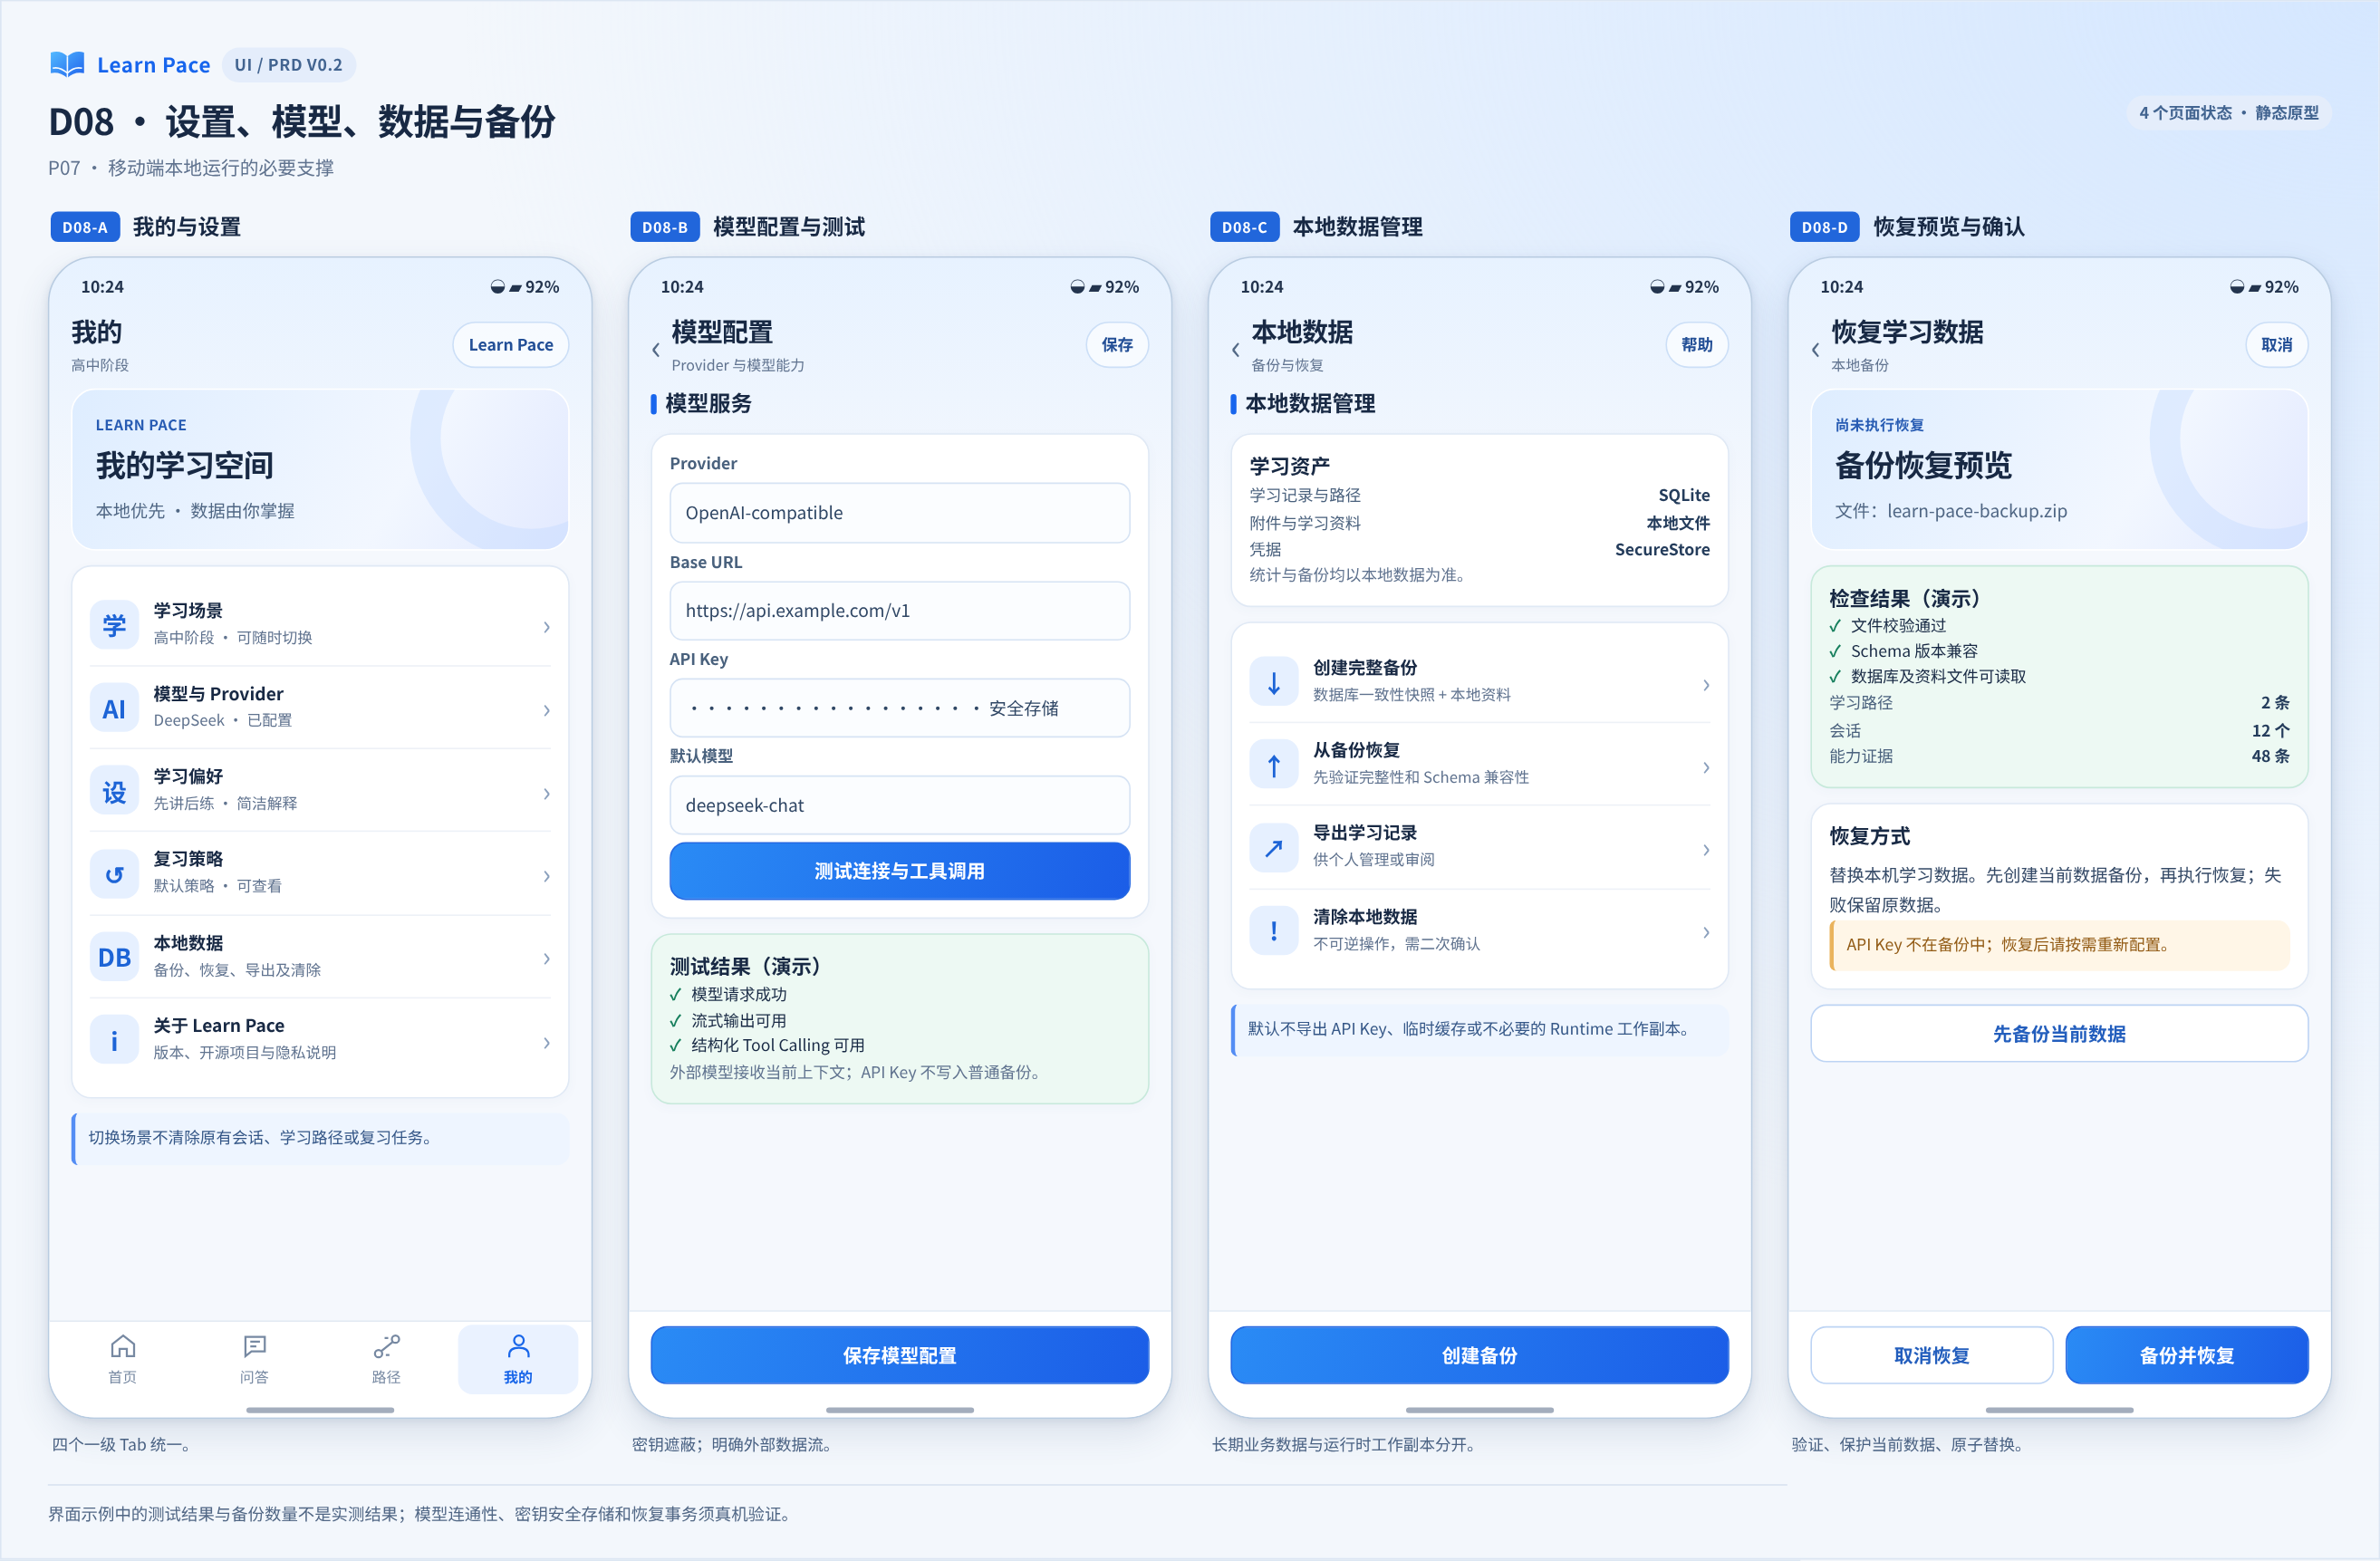 Learn Pace
UI / PRD V0.2
D08 · 设置、模型、数据与备份
4 个页面状态 · 静态原型
P07 · 移动端本地运行的必要支撑
D08-A 我的与设置
10:24
92%
我的
高中阶段
Learn Pace
LEARN PACE
我的学习空间
本地优先 · 数据由你掌握
学
学习场景
高中阶段 · 可随时切换
AI
模型与 Provider
DeepSeek · 已配置
设
学习偏好
先讲后练 · 简洁解释
复习策略
默认策略 · 可查看
DB
本地数据
备份、恢复、导出及清除
i
关于 Learn Pace
版本、开源项目与隐私说明
切换场景不清除原有会话、学习路径或复习任务。
首页
问答
路径
我的
四个一级 Tab 统一。
D08-B 模型配置与测试
10:24
92%
模型配置
Provider 与模型能力
保存
模型服务
Provider
OpenAI-compatible
Base URL
https://api.example.com/v1
API Key
················· 安全存储
默认模型
deepseek-chat
测试连接与工具调用
测试结果（演示）
✓ 模型请求成功
✓ 流式输出可用
✓ 结构化 Tool Calling 可用
外部模型接收当前上下文；API Key 不写入普通备份。
保存模型配置
密钥遮蔽；明确外部数据流。
D08-C 本地数据管理
10:24
92%
本地数据
备份与恢复
帮助
本地数据管理
学习资产
学习记录与路径 SQLite
附件与学习资料 本地文件
凭据 SecureStore
统计与备份均以本地数据为准。
↓
创建完整备份
数据库一致性快照 + 本地资料
↑
从备份恢复
先验证完整性和 Schema 兼容性
↗
导出学习记录
供个人管理或审阅
!
清除本地数据
不可逆操作，需二次确认
默认不导出 API Key、临时缓存或不必要的 Runtime 工作副本。
创建备份
长期业务数据与运行时工作副本分开。
D08-D 恢复预览与确认
10:24
92%
恢复学习数据
本地备份
取消
尚未执行恢复
备份恢复预览
文件：learn-pace-backup.zip
检查结果（演示）
✓ 文件校验通过
✓ Schema 版本兼容
✓ 数据库及资料文件可读取
学习路径 2 条
会话 12 个
能力证据 48 条
恢复方式
替换本机学习数据。先创建当前数据备份，再执行恢复；失
败保留原数据。
API Key 不在备份中；恢复后请按需重新配置。
先备份当前数据
取消恢复
备份并恢复
验证、保护当前数据、原子替换。
界面示例中的测试结果与备份数量不是实测结果；模型连通性、密钥安全存储和恢复事务须真机验证。